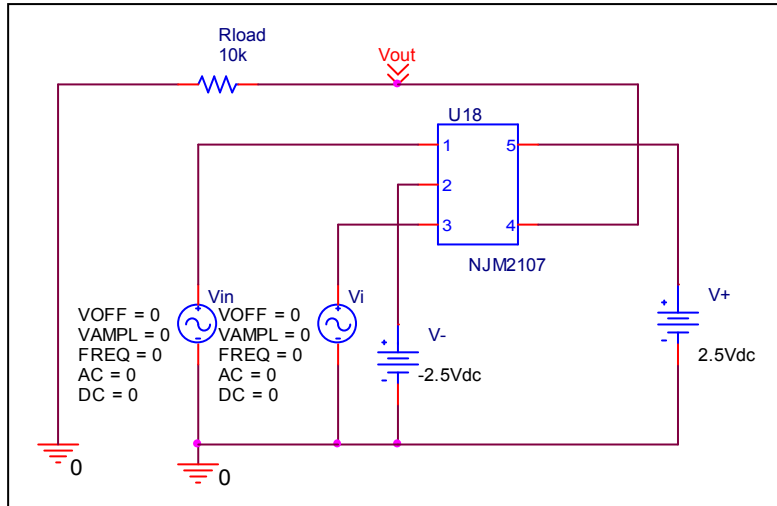 Rload
10k
Vout
U18
1
5
2
3
4
NJM2107
Vin
VOFF = 0
VAMPL = 0
FREQ = 0
AC = 0
DC = 0
Vi
VOFF = 0
VAMPL = 0
FREQ = 0
AC = 0
DC = 0
V-
-2.5Vdc
V+
2.5Vdc
0
0